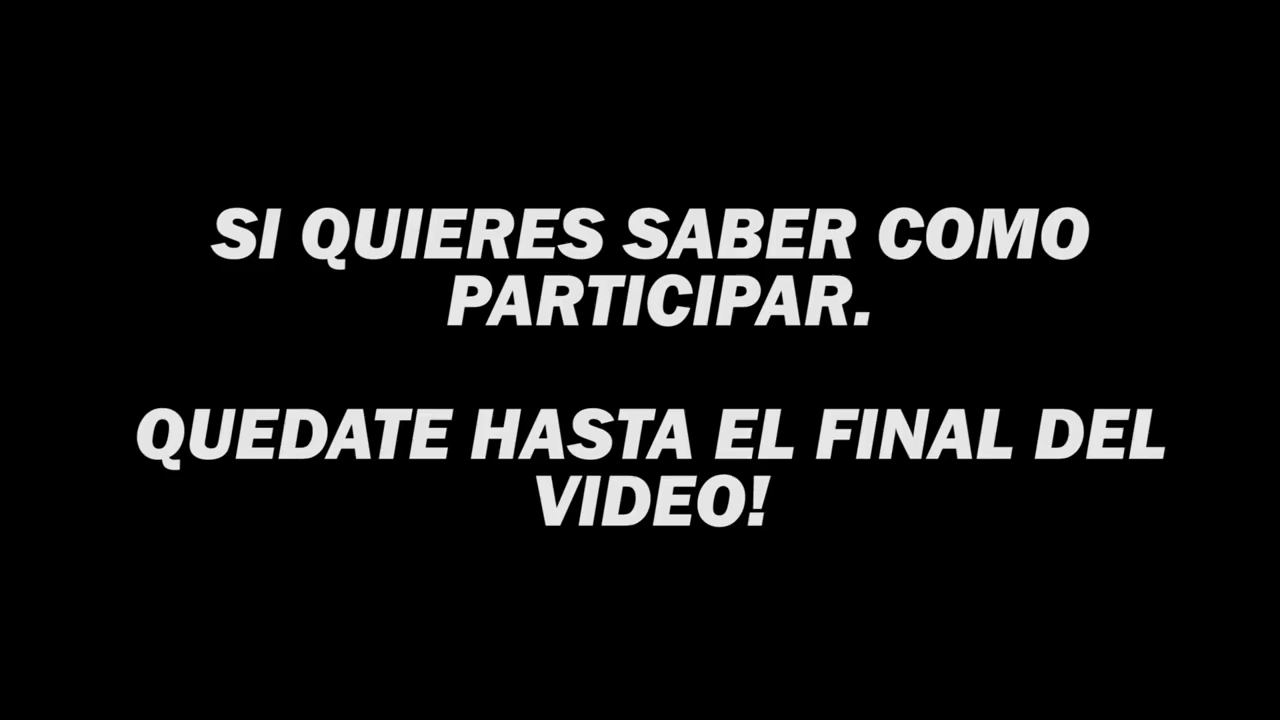 SI QUIERES SABER COMO
PARTICIPAR.
QUEDATE HASTA EL FINAL DEL
VIDEO!